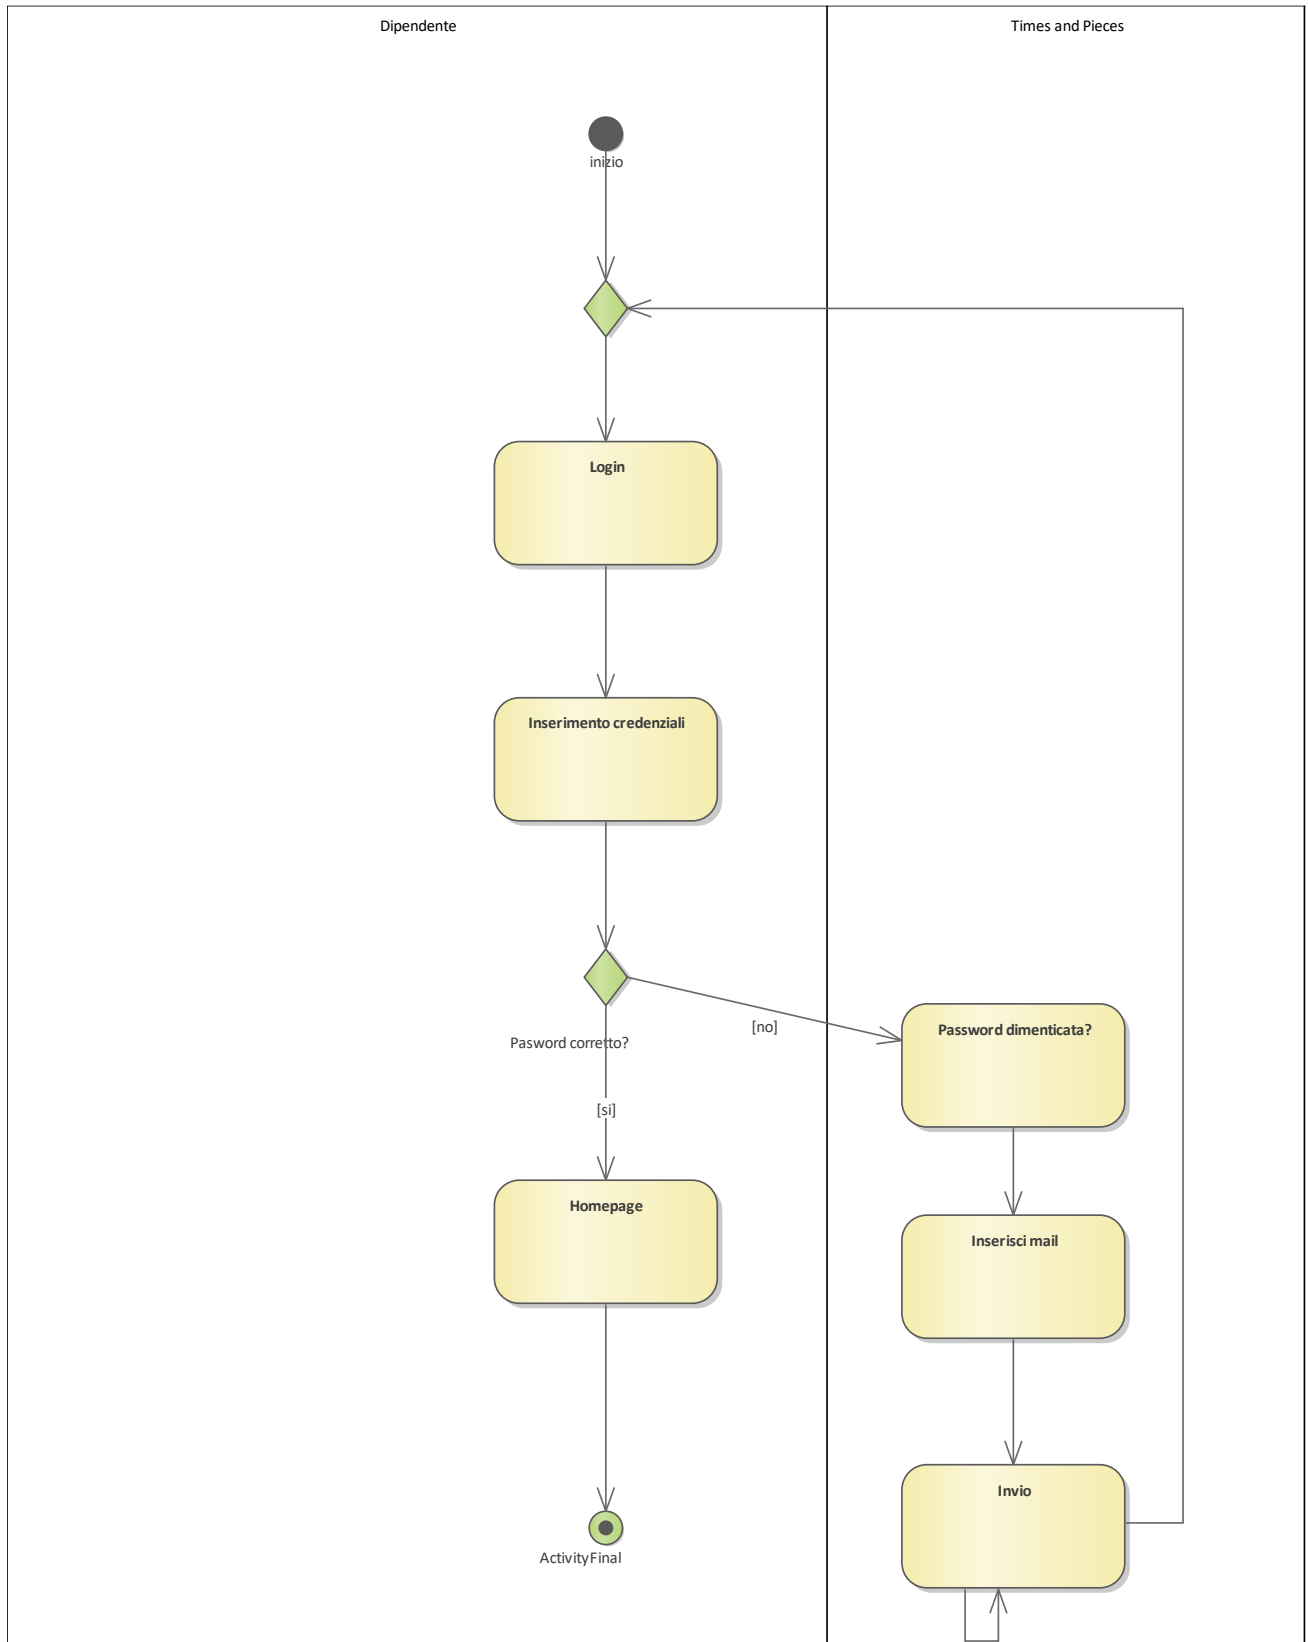 Dipendente
Times and Pieces
inizio
Login
Inserimento credenziali
Pasword corretto?
[no]
[si]
Password dimenticata?
Homepage
Inserisci mail
Invio
ActivityFinal